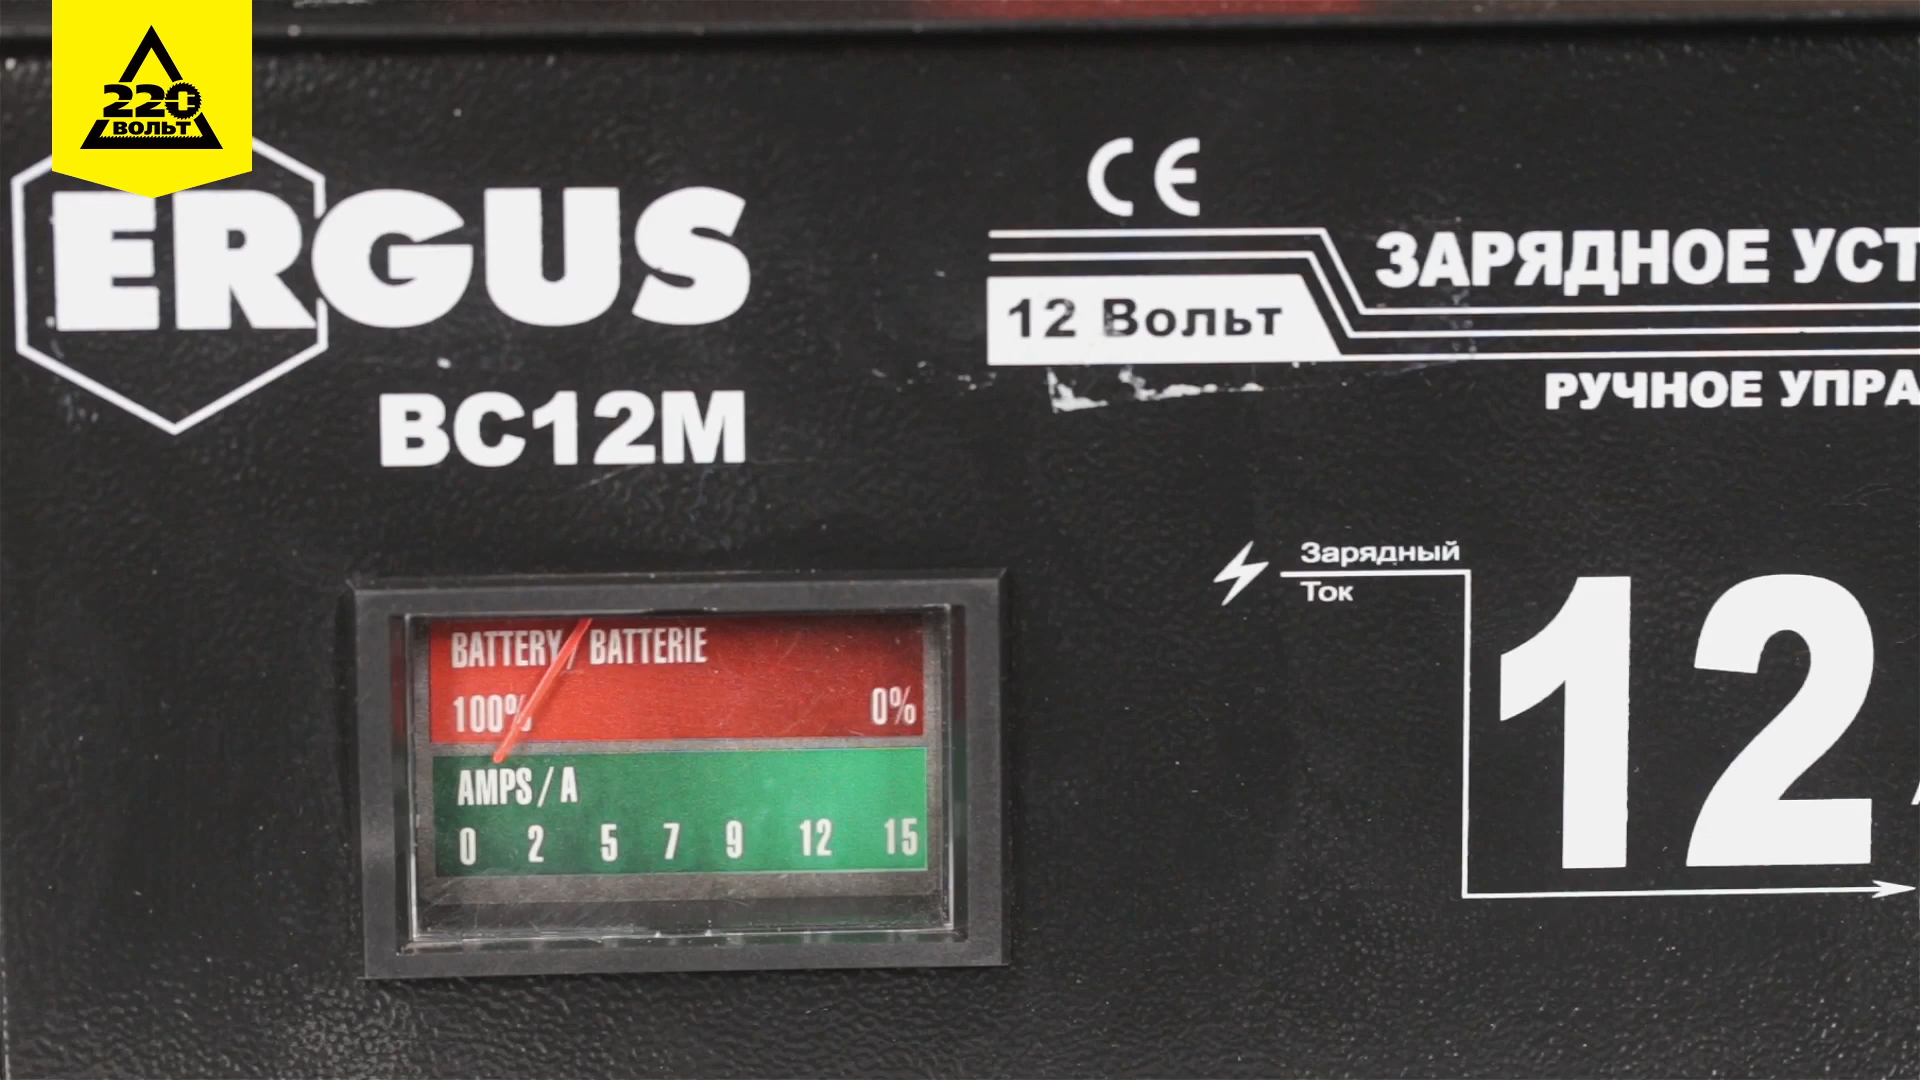 220
ВОЛЬТ
ERGUS
BC12M
CE
12 Вольт
ЗАРЯДНОЕ УСТ
РУЧНОЕ УПРА
Зарядный
Ток
12
BATTERY / BATTERIE
100% 0%
AMPS / A
0 2 5 7 9 12 15